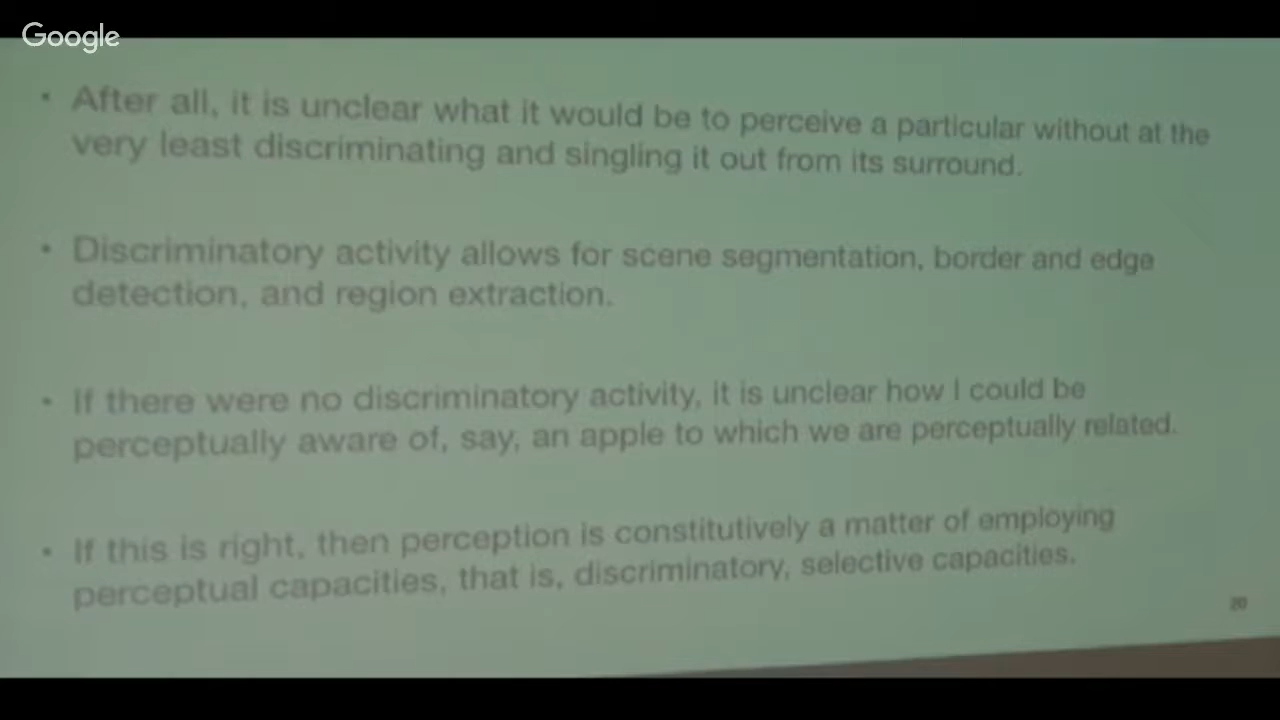 Google
• After all, it is unclear what it would be to perceive a particular without at the
very least discriminating and singling it out from its surround.
• Discriminatory activity allows for scene segmentation, border and edge
detection, and region extraction.
• If there were no discriminatory activity, it is unclear how I could be
perceptually aware of, say, an apple to which we are perceptually related.
• If this is right, then perception is constitutively a matter of employing
perceptual capacities, that is, discriminatory, selective capacities.
20